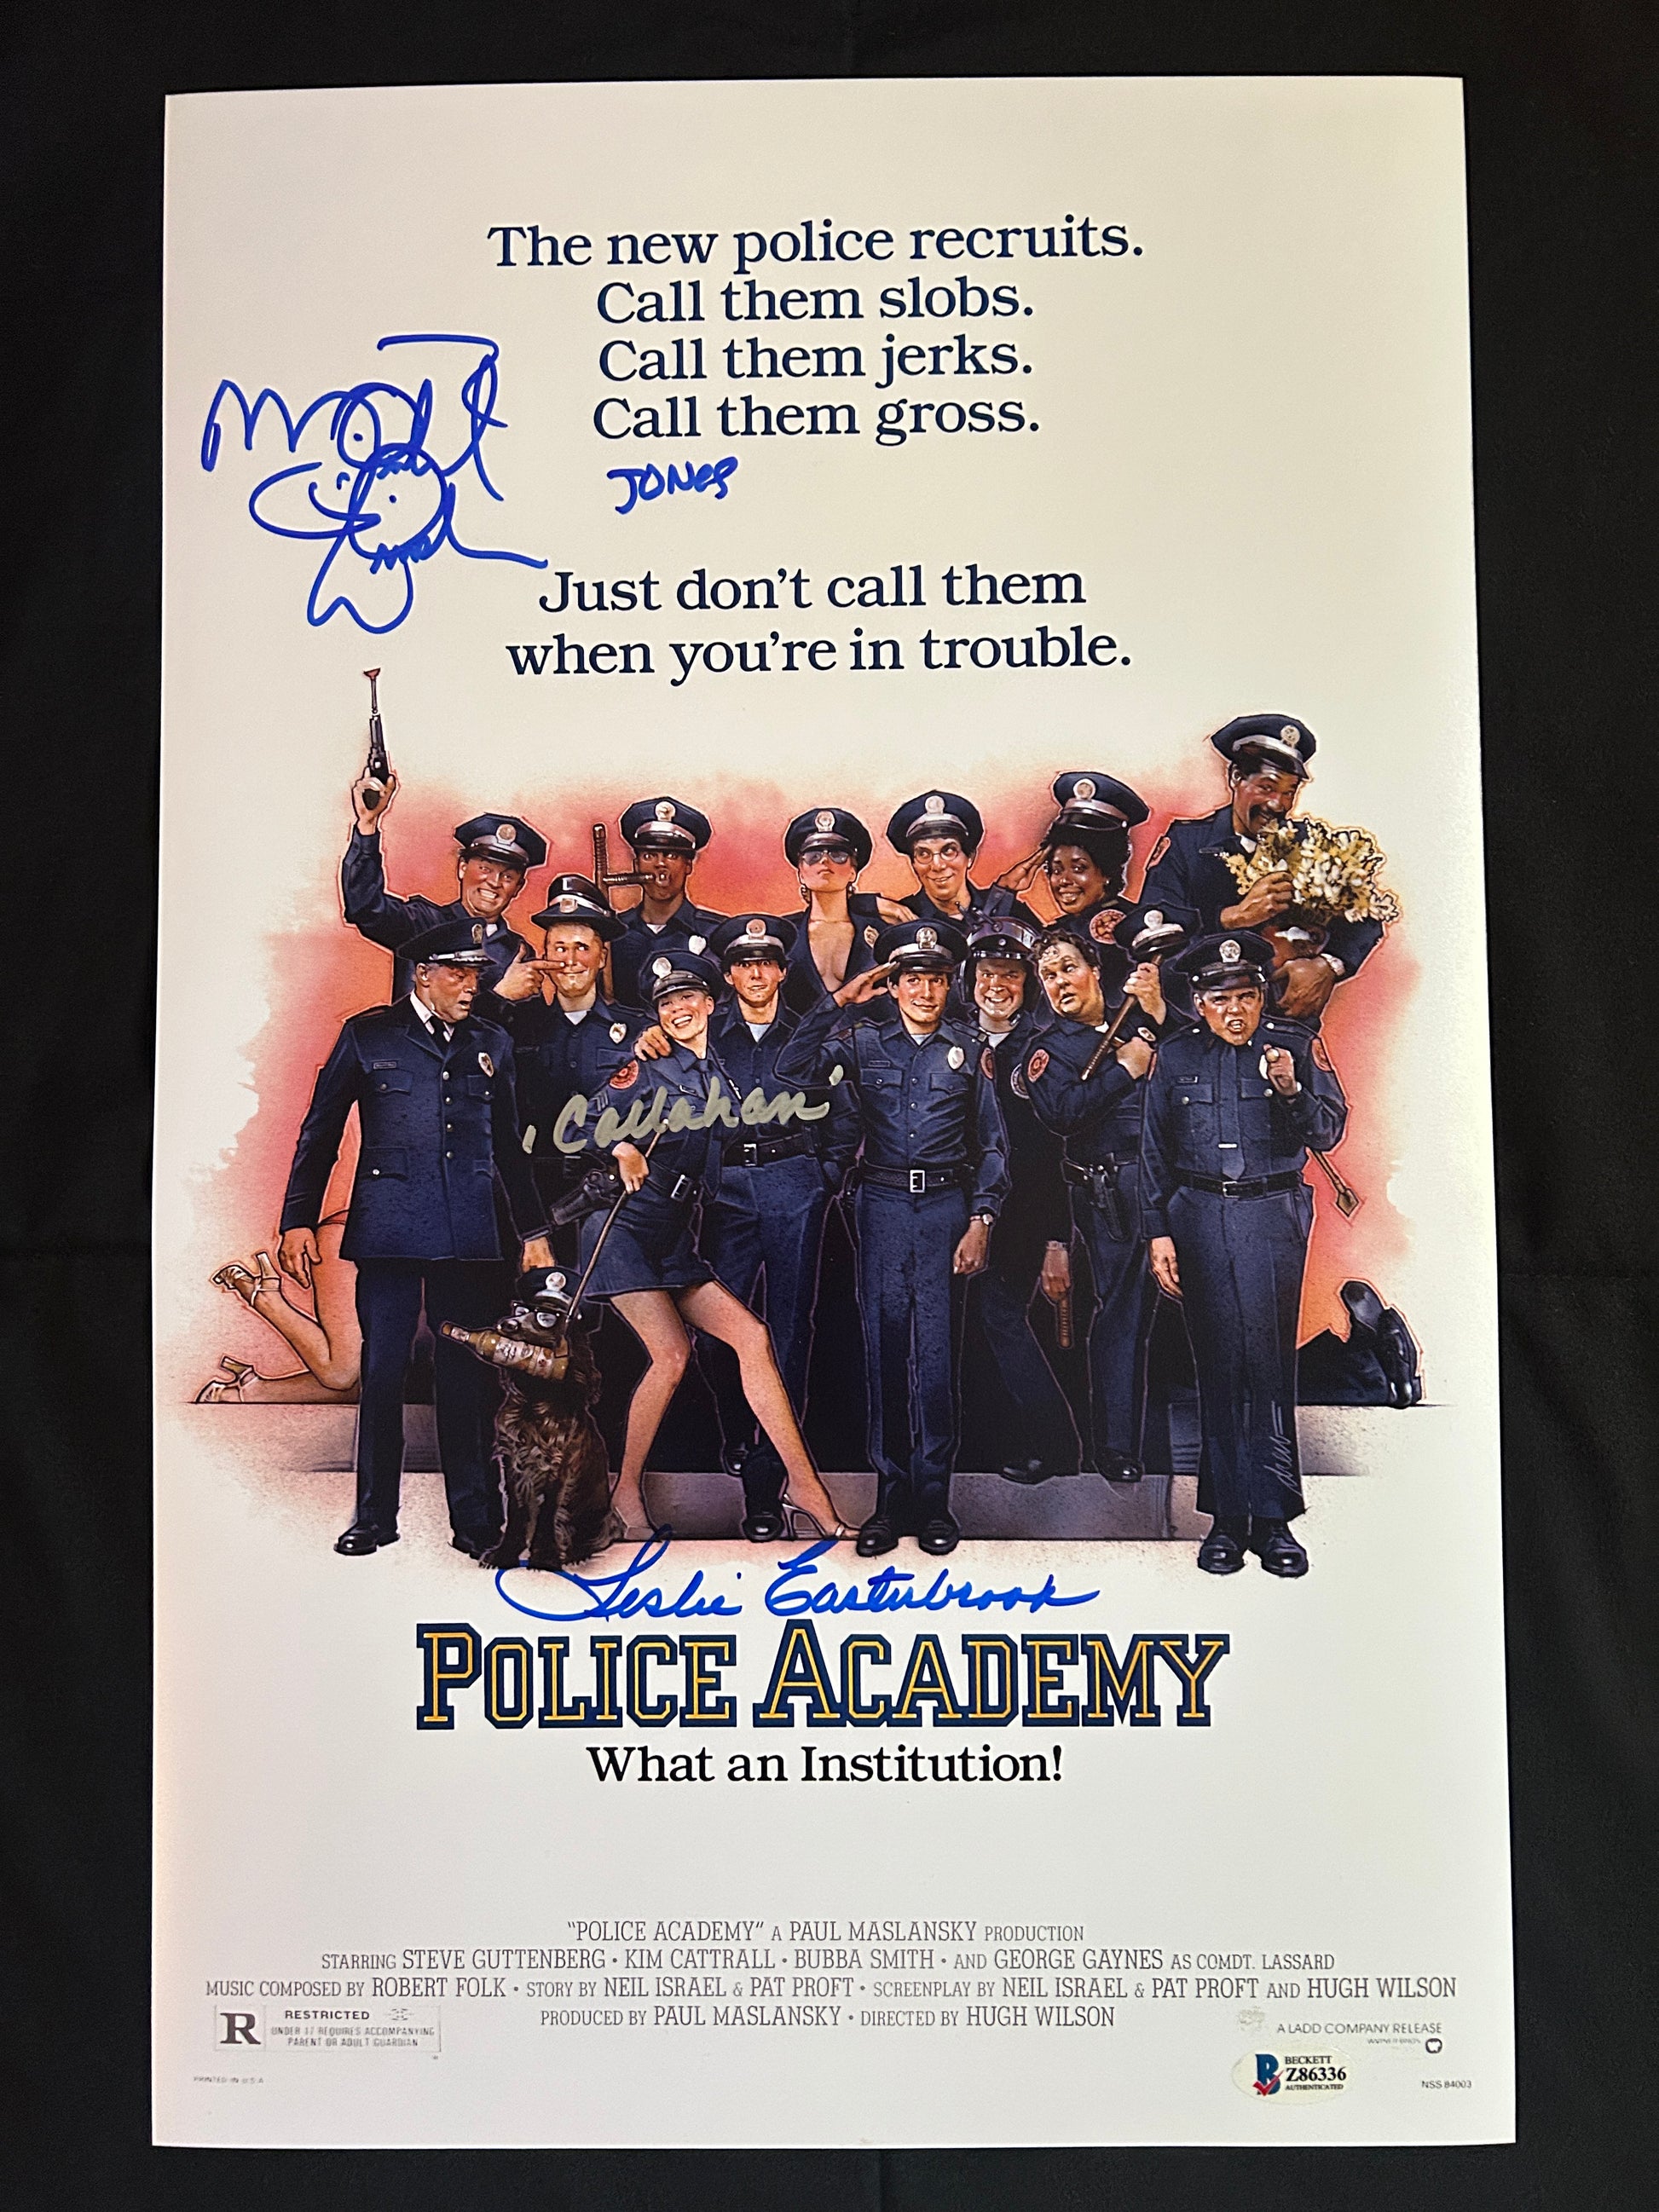 The new police recruits.
Call them slobs.
Call them jerks.
Call them gross.
JONES
Just don't call them
when you're in trouble.
'Callahan'
drew
Leslie Easterbrook
POLICE ACADEMY
What an Institution!
"POLICE ACADEMY" A PAUL MASLANSKY PRODUCTION
STARRING STEVE GUTTENBERG • KIM CATTRALL • BUBBA SMITH • AND GEORGE GAYNES AS COMDT. LASSARD
MUSIC COMPOSED BY ROBERT FOLK • STORY BY NEIL ISRAEL & PAT PROFT • SCREENPLAY BY NEIL ISRAEL & PAT PROFT AND HUGH WILSON
PRODUCED BY PAUL MASLANSKY • DIRECTED BY HUGH WILSON
R RESTRICTED
UNDER 17 REQUIRES ACCOMPANYING
PARENT OR ADULT GUARDIAN
A LADD COMPANY RELEASE
BECKETT
Z86336
AUTHENTICATED
PRINTED IN U.S.A.
NSS 84003